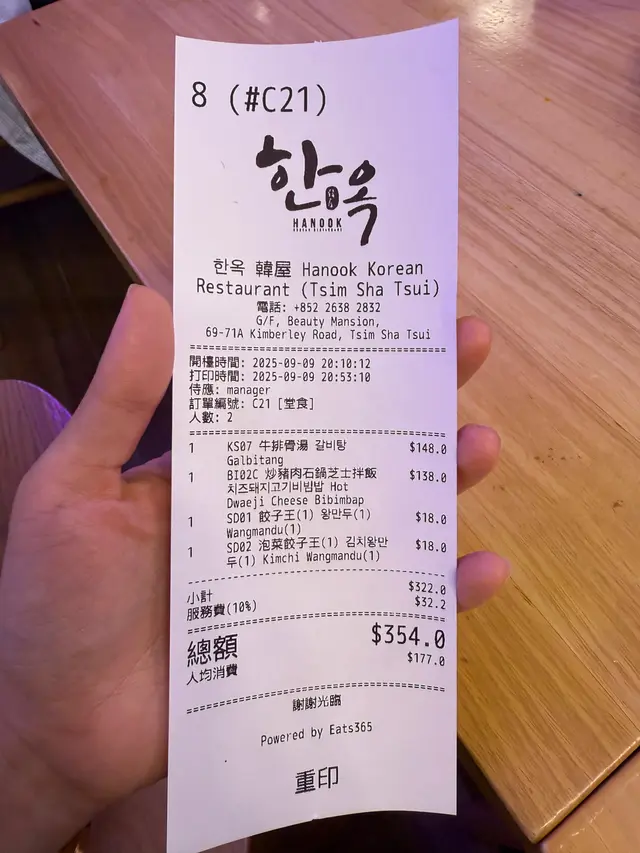 8 (#C21)
한옥
HANOOK
한옥 韓屋 Hanook Korean
Restaurant (Tsim Sha Tsui)
電話: +852 2638 2832
G/F, Beauty Mansion,
69-71A Kimberley Road, Tsim Sha Tsui
開檯時間: 2025-09-09 20:10:12
打印時間: 2025-09-09 20:53:10
侍應: manager
訂單編號: C21 [堂食]
人數: 2
1 KS07 牛排骨湯 갈비탕 $148.0
Galbitang
1 BI02C 炒豬肉石鍋芝士拌飯 $138.0
치즈돼지고기비빔밥 Hot
Dwaeji Cheese Bibimbap
1 SD01 餃子王(1) 왕만두(1) $18.0
Wangmandu(1)
1 SD02 泡菜餃子王(1) 김치왕만 $18.0
두(1) Kimchi Wangmandu(1)
小計 $322.0
服務費(10%) $32.2
總額 $354.0
人均消費 $177.0
謝謝光臨
Powered by Eats365
重印